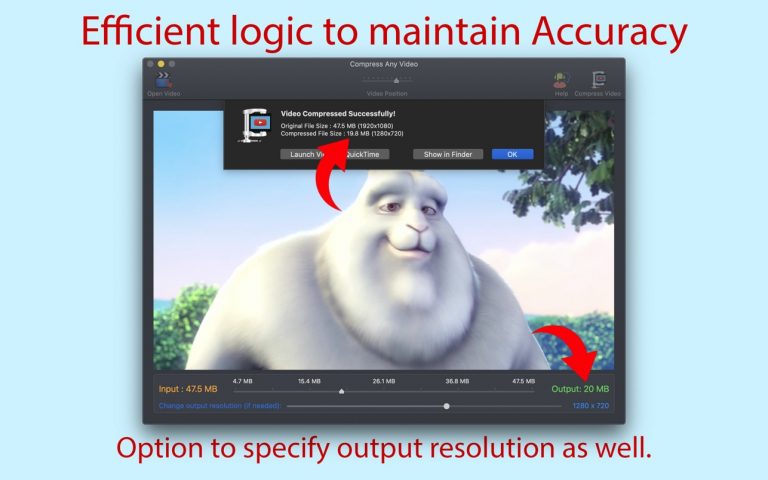 Efficient logic to maintain Accuracy
Compress Any Video
Open Video
Video Position
Help
Compress Video
Video Compressed Successfully!
Original File Size : 47.5 MB (1920x1080)
Compressed File Size : 19.8 MB (1280x720)
Launch Vi QuickTime
Show in Finder
OK
Input : 47.5 MB
4.7 MB 15.4 MB 26.1 MB 36.8 MB 47.5 MB
Output: 20 MB
Change output resolution (if needed):
1280 x 720
Option to specify output resolution as well.